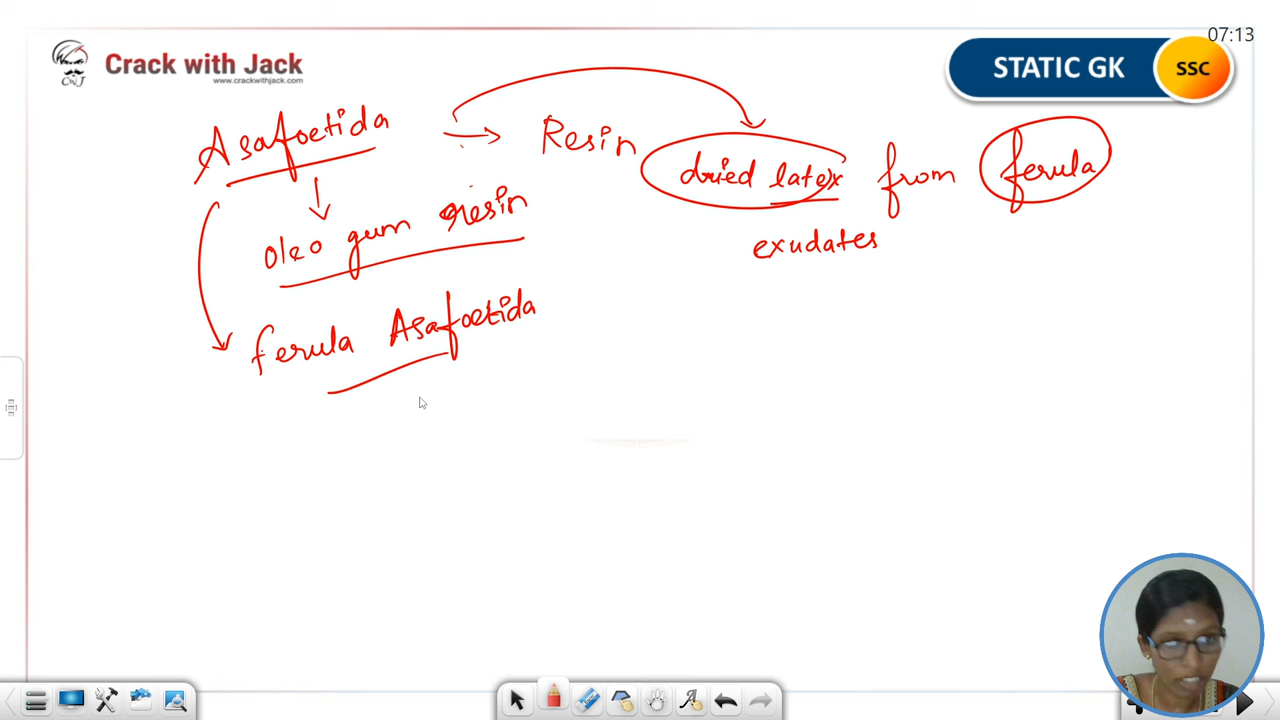 07:13
Crack with Jack
www.crackwithjack.com
CwJ
STATIC GK
SSC
Asafoetida → Resin
dried latex from ferula
exudates
Oleo gum resin
ferula Asafoetida